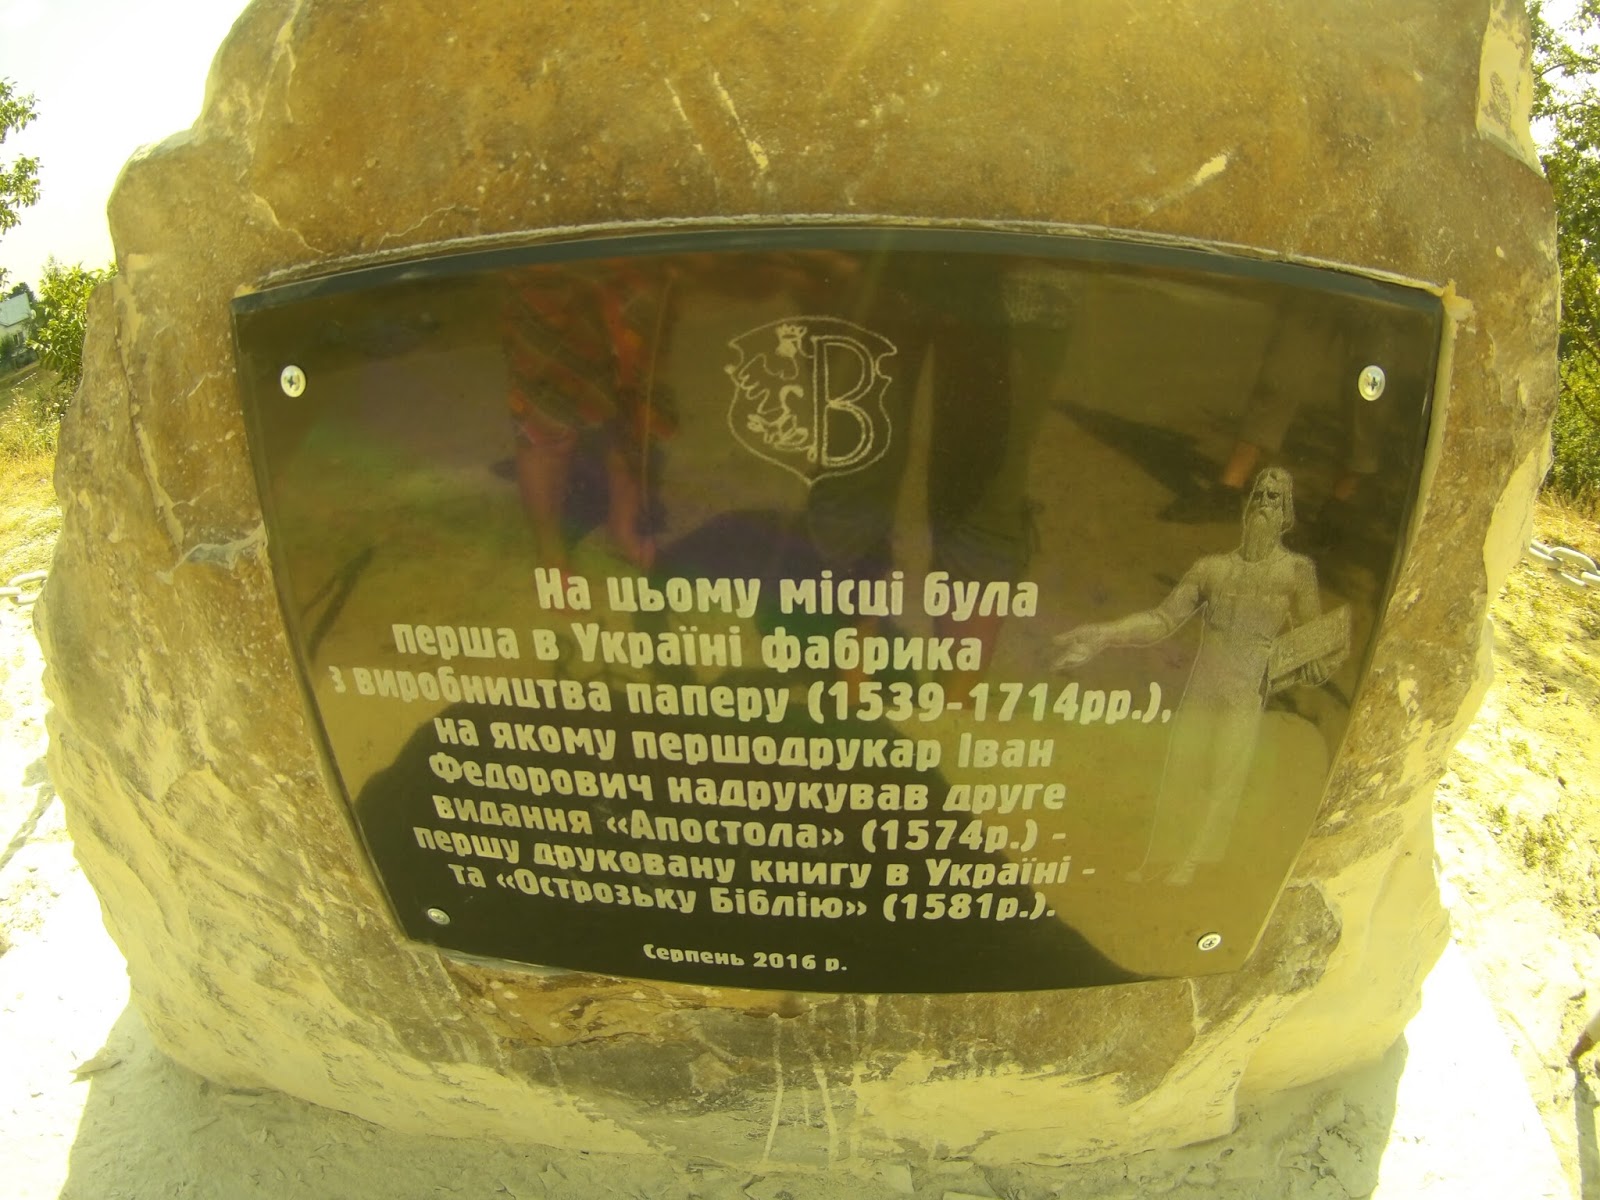 В
На цьому місці була
перша в Україні фабрика
з виробництва паперу (1539-1714рр.),
на якому першодрукар Іван
Федорович надрукував друге
видання «Апостола» (1574р.) -
першу друковану книгу в Україні -
та «Острозьку Біблію» (1581р.).
Серпень 2016 р.